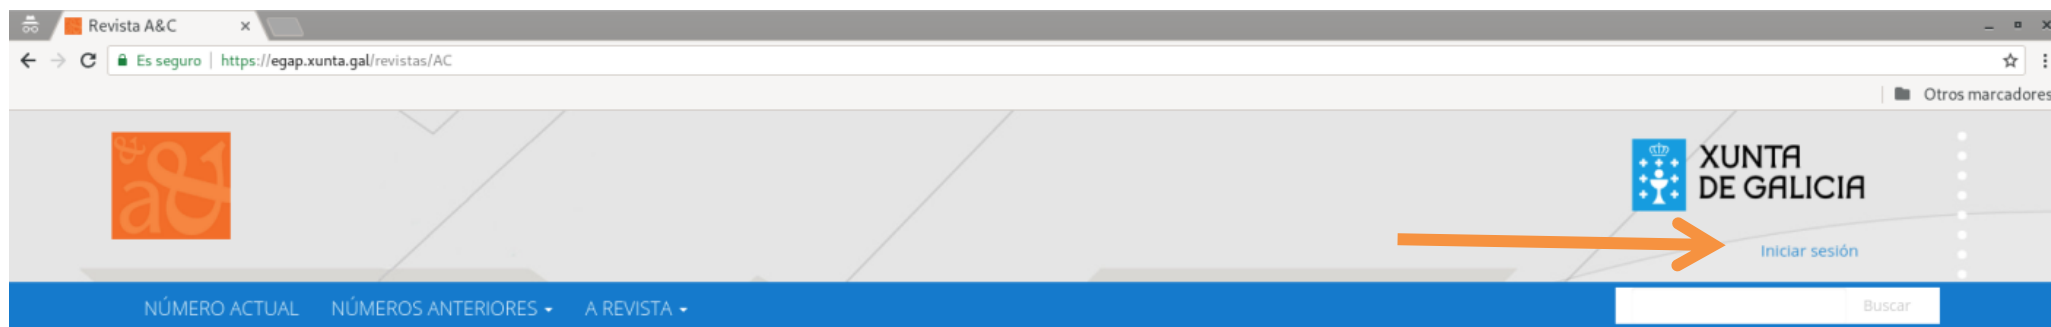 Revista A&C
Es seguro | https://egap.xunta.gal/revistas/AC
Otros marcadores
a&
XUNTA
DE GALICIA
Iniciar sesión
NÚMERO ACTUAL NÚMEROS ANTERIORES A REVISTA Buscar